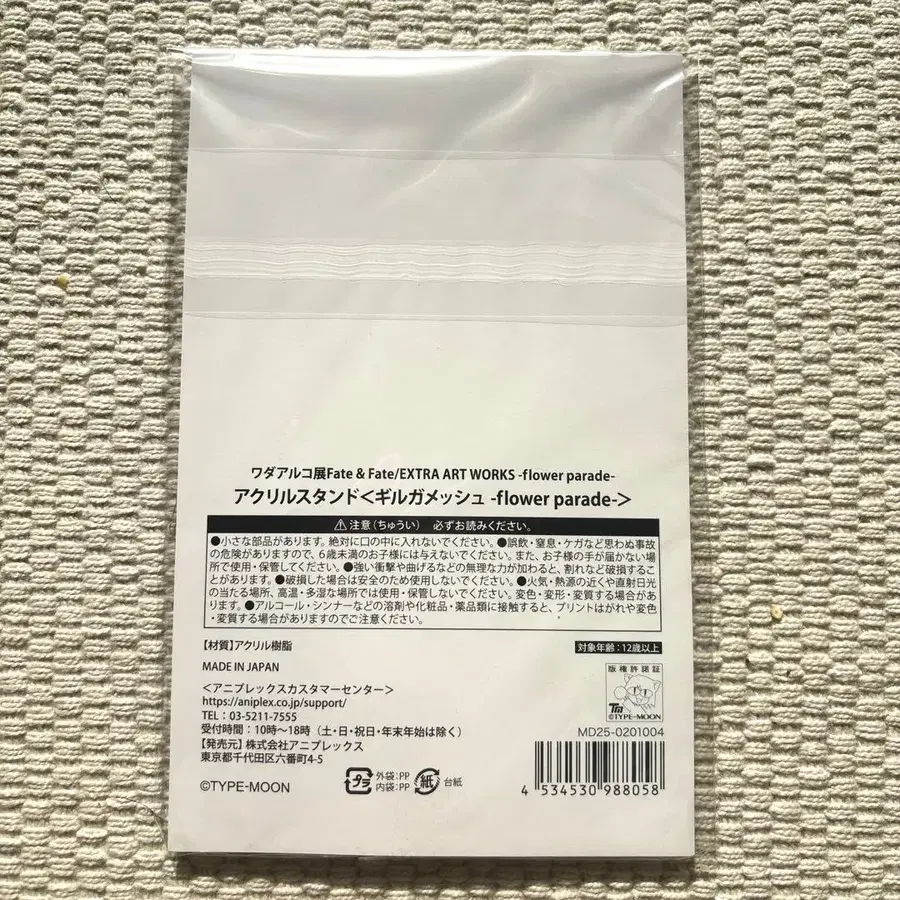 ワダアルコ展Fate & Fate/EXTRA ART WORKS -flower parade-
アクリルスタンド<ギルガメッシュ -flower parade->
⚠注意（ちゅうい） 必ずお読みください。
●小さな部品があります。絶対に口の中に入れないでください。●誤飲・窒息・ケガなど思わぬ事故
の危険がありますので、6歳未満のお子様には与えないでください。また、お子様の手が届かない場
所で使用・保管してください。●強い衝撃や曲げるなどの無理な力が加わると、割れなど破損するこ
とがあります。●破損した場合は安全のため使用しないでください。●火気・熱源の近くや直射日光
の当たる場所、高温・多湿な場所では使用・保管しないでください。変色・変形・変質する場合があ
ります。●アルコール・シンナーなどの溶剤や化粧品・薬品類に接触すると、プリントはがれや変色
・変質する場合がありますのでご注意ください。
【材質】アクリル樹脂
対象年齢：12歳以上
MADE IN JAPAN
版権許諾証
TM
©TYPE-MOON
MD25-0201004
<アニプレックスカスタマーセンター>
https://aniplex.co.jp/support/
TEL：03-5211-7555
受付時間：10時～18時（土・日・祝日・年末年始は除く）
【発売元】株式会社アニプレックス
東京都千代田区六番町4-5
©TYPE-MOON
プラ
外袋：PP
内袋：PP
紙
台紙
4 534530 988058